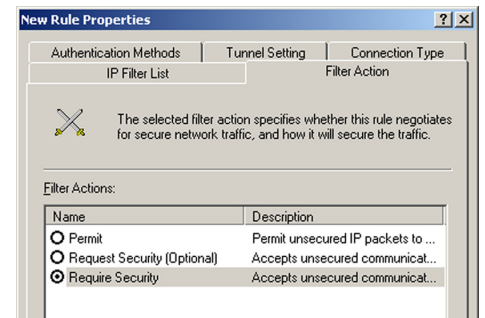 New Rule Properties
Authentication Methods Tunnel Setting Connection Type
IP Filter List Filter Action
The selected filter action specifies whether this rule negotiates
for secure network traffic, and how it will secure the traffic.
Filter Actions:
Name Description
Permit Permit unsecured IP packets to ...
Request Security (Optional) Accepts unsecured communicat...
Require Security Accepts unsecured communicat...